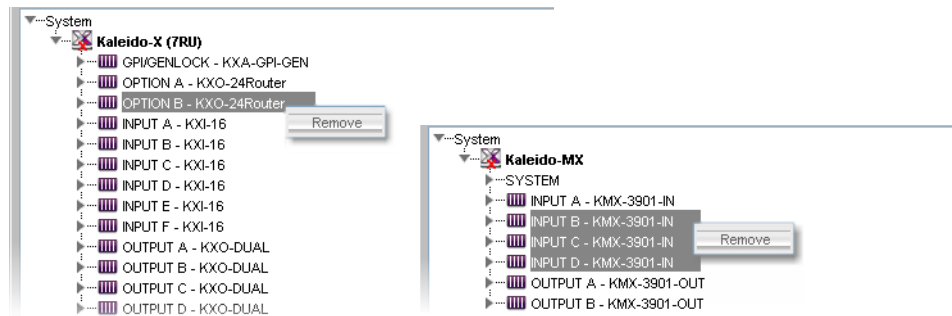 System
Kaleido-X (7RU)
GPI/GENLOCK - KXA-GPI-GEN
OPTION A - KXO-24Router
OPTION B - KXO-24Router
Remove
INPUT A - KXI-16
INPUT B - KXI-16
INPUT C - KXI-16
INPUT D - KXI-16
INPUT E - KXI-16
INPUT F - KXI-16
OUTPUT A - KXO-DUAL
OUTPUT B - KXO-DUAL
OUTPUT C - KXO-DUAL
OUTPUT D - KXO-DUAL
System
Kaleido-MX
SYSTEM
INPUT A - KMX-3901-IN
INPUT B - KMX-3901-IN
INPUT C - KMX-3901-IN
Remove
INPUT D - KMX-3901-IN
OUTPUT A - KMX-3901-OUT
OUTPUT B - KMX-3901-OUT